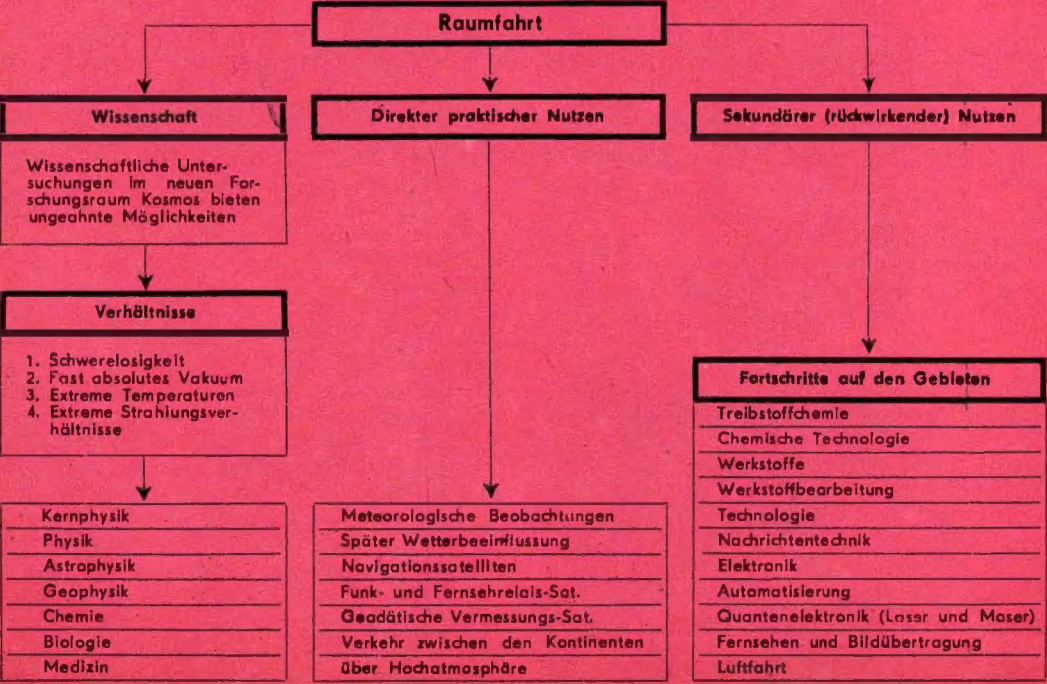 Raumfahrt
Wissenschaft
Wissenschaftliche Unter-
suchungen im neuen For-
schungsraum Kosmos bieten
ungeahnte Möglichkeiten
Verhältnisse
1. Schwerelosigkeit
2. Fast absolutes Vakuum
3. Extreme Temperaturen
4. Extreme Strahlungsver-
hältnisse
Kernphysik
Physik
Astrophysik
Geophysik
Chemie
Biologie
Medizin
Direkter praktischer Nutzen
Meteorologische Beobachtungen
Später Wetterbeeinflussung
Navigationssatelliten
Funk- und Fernsehrelais-Sat.
Geodätische Vermessungs-Sat.
Verkehr zwischen den Kontinenten
über Hochatmosphäre
Sekundärer (rückwirkender) Nutzen
Fortschritte auf den Gebieten
Treibstoffchemie
Chemische Technologie
Werkstoffe
Werkstoffbearbeitung
Technologie
Nachrichtentechnik
Elektronik
Automatisierung
Quantenelektronik (Laser und Maser)
Fernsehen und Bildübertragung
Luftfahrt